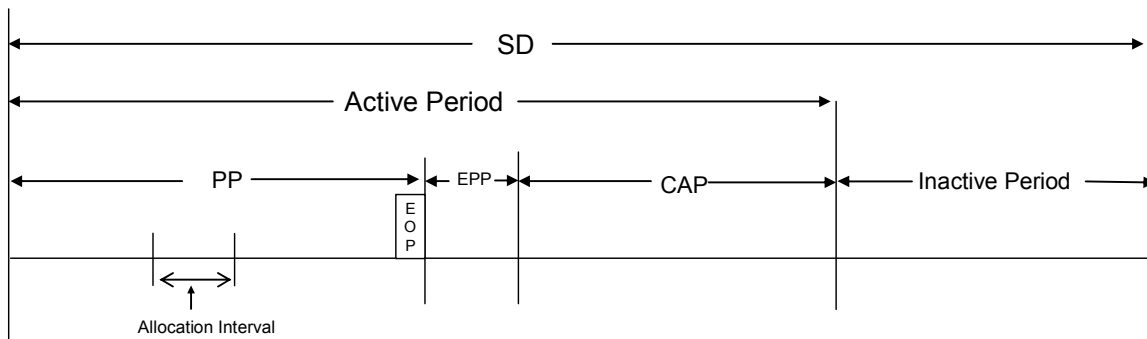 SD
Active Period
PP
EPP
CAP
Inactive Period
E
O
P
Allocation Interval